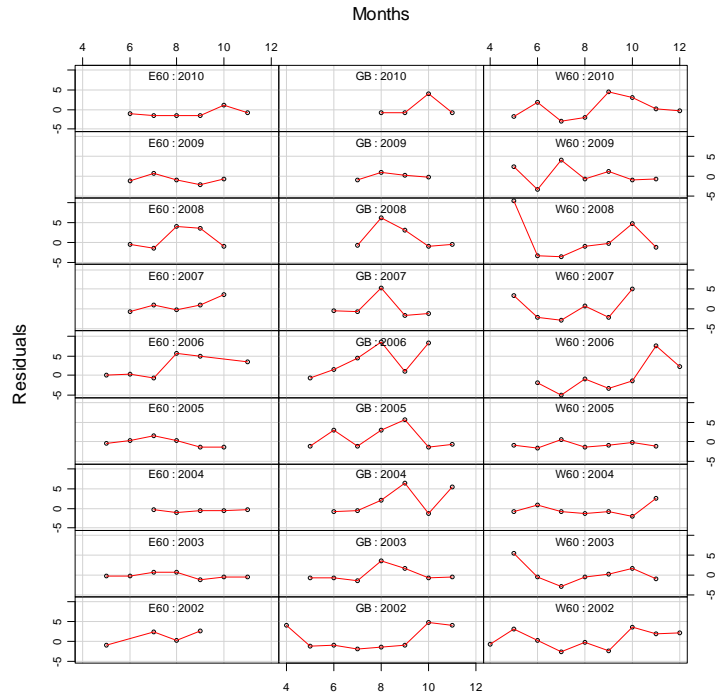 Months
4 6 8 10 12 4 6 8 10 12
E60 : 2010 GB : 2010 W60 : 2010
-5 0 5
E60 : 2009 GB : 2009 W60 : 2009
-5 0 5
E60 : 2008 GB : 2008 W60 : 2008
-5 0 5
E60 : 2007 GB : 2007 W60 : 2007
-5 0 5
E60 : 2006 GB : 2006 W60 : 2006
-5 0 5
E60 : 2005 GB : 2005 W60 : 2005
-5 0 5
E60 : 2004 GB : 2004 W60 : 2004
-5 0 5
E60 : 2003 GB : 2003 W60 : 2003
-5 0 5
E60 : 2002 GB : 2002 W60 : 2002
-5 0 5
4 6 8 10 12
Residuals